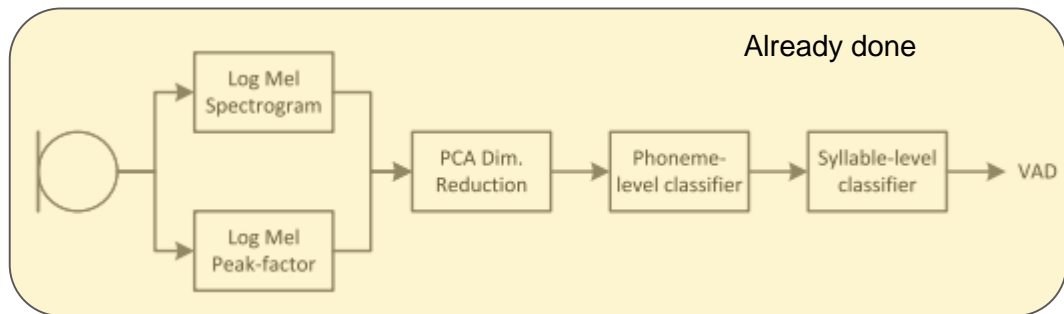 Already done
Log Mel
Spectrogram
Log Mel
Peak-factor
PCA Dim.
Reduction
Phoneme-
level classifier
Syllable-level
classifier
VAD